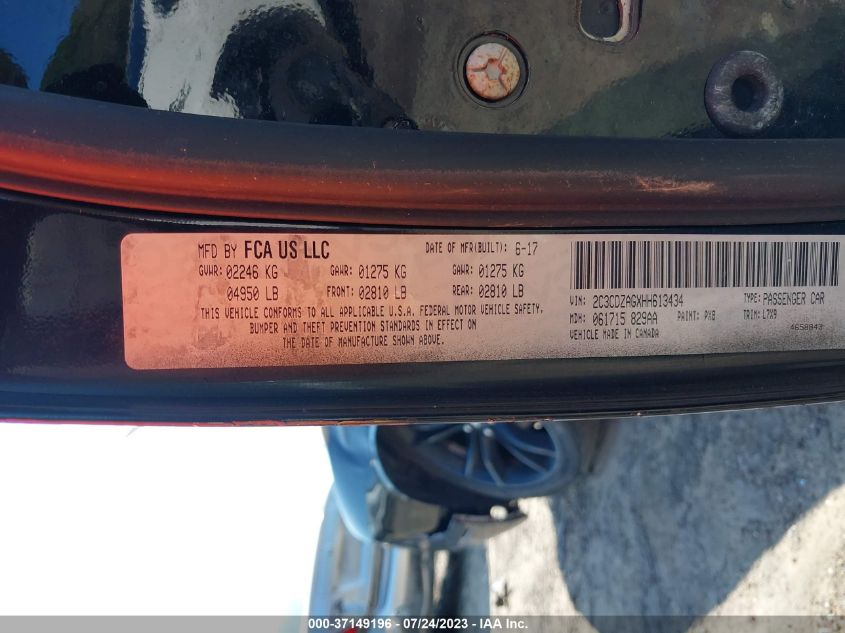 MFD BY FCA US LLC DATE OF MFR(BUILT): 6-17
GVWR: 02246 KG GAWR: 01275 KG GAWR: 01275 KG
04950 LB FRONT: 02810 LB REAR: 02810 LB
THIS VEHICLE CONFORMS TO ALL APPLICABLE U.S.A. FEDERAL MOTOR VEHICLE SAFETY,
BUMPER AND THEFT PREVENTION STANDARDS IN EFFECT ON
THE DATE OF MANUFACTURE SHOWN ABOVE.
VIN: 2C3CDZAGXHH613434 TYPE: PASSENGER CAR
MDH: 061715 829AA PAINT: PX8 TRIM: L7X9
VEHICLE MADE IN CANADA
000-37149196 - 07/24/2023 - IAA Inc.